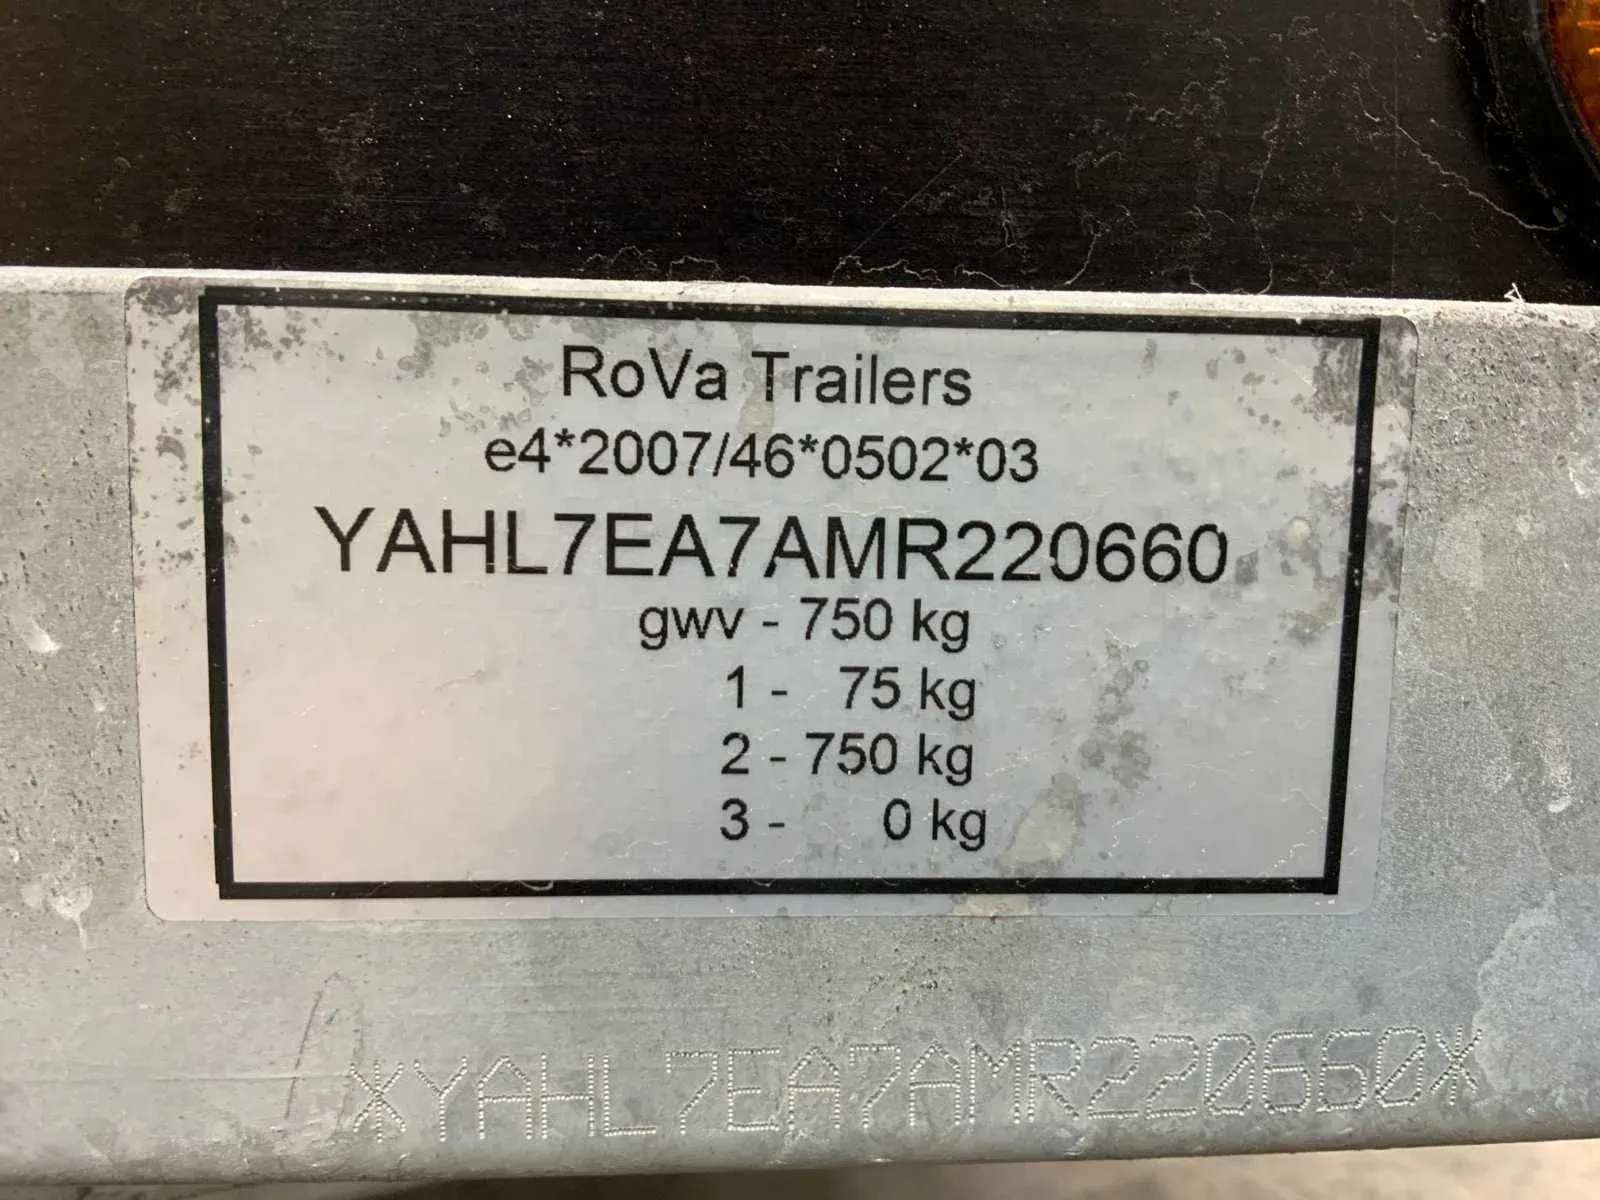 RoVa Trailers
e4*2007/46*0502*03
YAHL7EA7AMR220660
gwv - 750 kg
1 - 75 kg
2 - 750 kg
3 - 0 kg
*YAHL7EA7AMR220660*